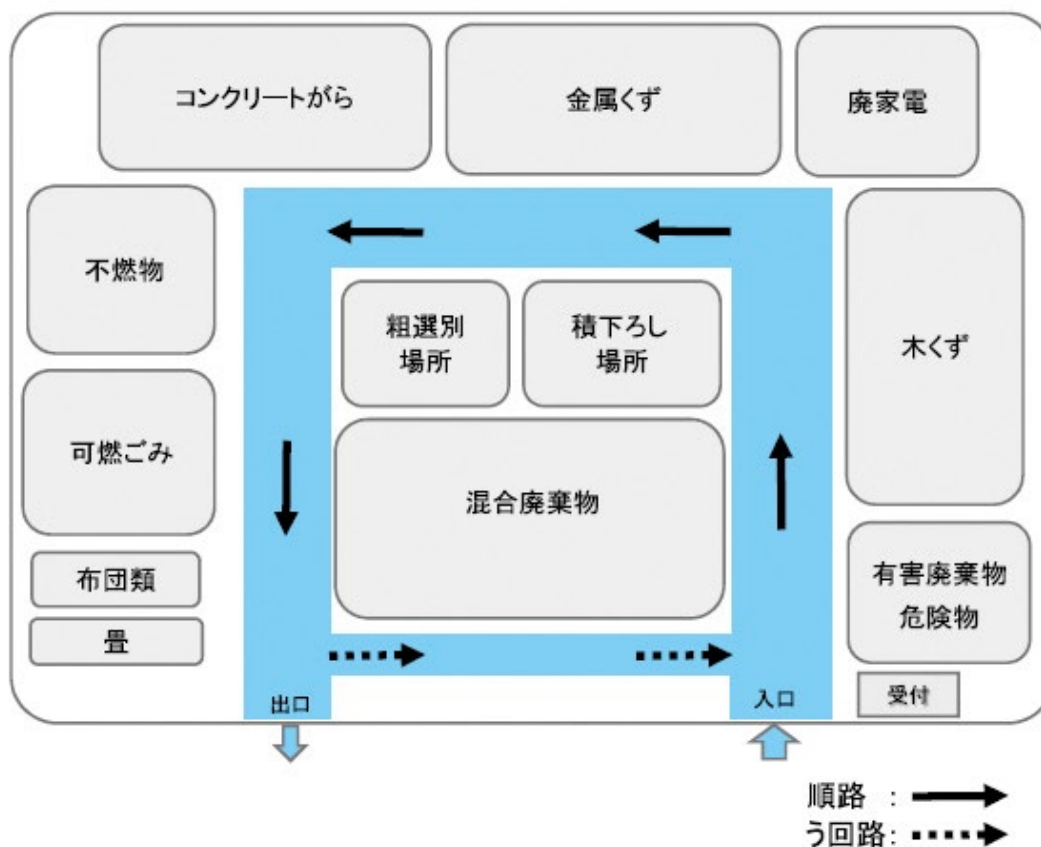 コンクリートがら
金属くず
廃家電
不燃物
粗選別
場所
積下ろし
場所
木くず
可燃ごみ
混合廃棄物
布団類
畳
有害廃棄物
危険物
出口
入口
受付
順路 :
う回路: